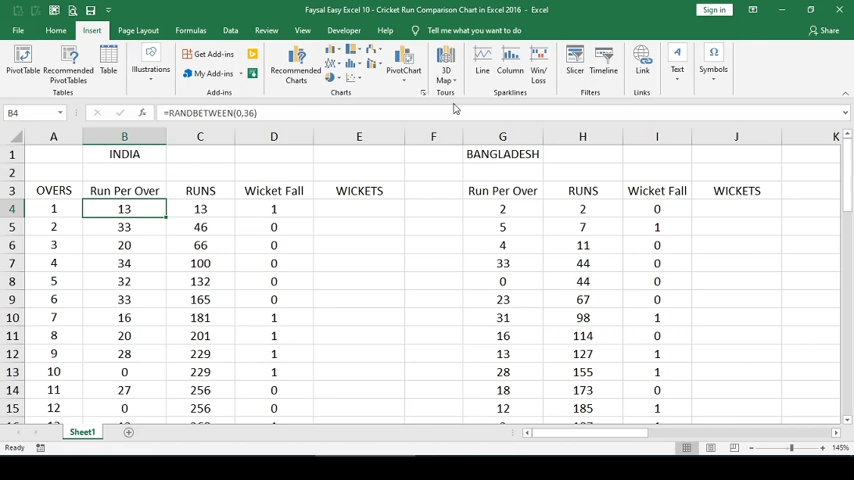 Faysal Easy Excel 10 - Cricket Run Comparison Chart in Excel 2016 - Excel
Sign in
File Home Insert Page Layout Formulas Data Review View Developer Help Tell me what you want to do Share
PivotTable Recommended PivotTables Table Illustrations Get Add-ins My Add-ins Recommended Charts PivotChart 3D Map Line Column Win/Loss Slicer Timeline Link Text Symbols
Tables Add-ins Charts Tours Sparklines Filters Links
B4 =RANDBETWEEN(0,36)
A B C D E F G H I J K
1 INDIA BANGLADESH
2
3 OVERS Run Per Over RUNS Wicket Fall WICKETS Run Per Over RUNS Wicket Fall WICKETS
4 1 13 13 1 2 2 0
5 2 33 46 0 5 7 1
6 3 20 66 0 4 11 0
7 4 34 100 0 33 44 0
8 5 32 132 0 0 44 0
9 6 33 165 0 23 67 0
10 7 16 181 1 31 98 1
11 8 20 201 1 16 114 0
12 9 28 229 1 13 127 1
13 10 0 229 1 28 155 1
14 11 27 256 0 18 173 0
15 12 0 256 0 12 185 1
Sheet1
Ready 145%